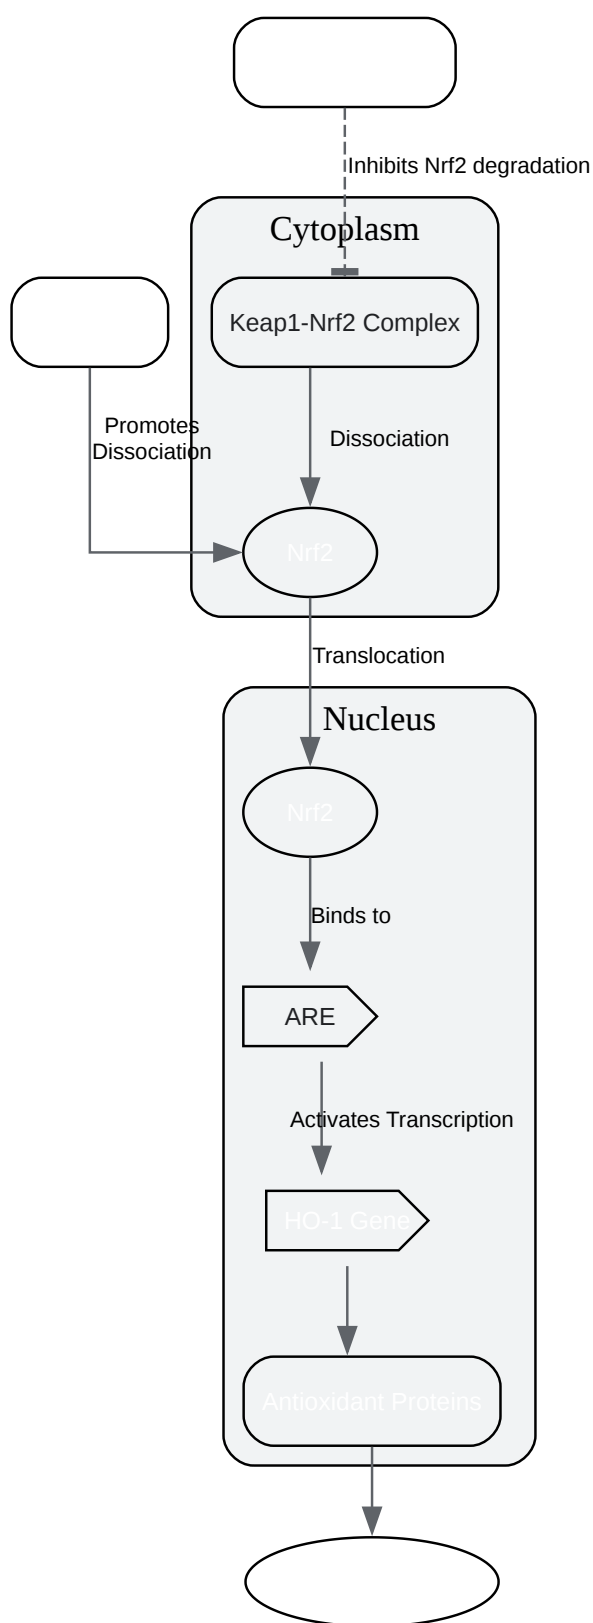 Inhibits Nrf2 degradation
Cytoplasm
Keap1-Nrf2 Complex
Promotes
Dissociation
Dissociation
Nrf2
Translocation
Nucleus
Nrf2
Binds to
ARE
Activates Transcription
HO-1 Gene
Antioxidant Proteins